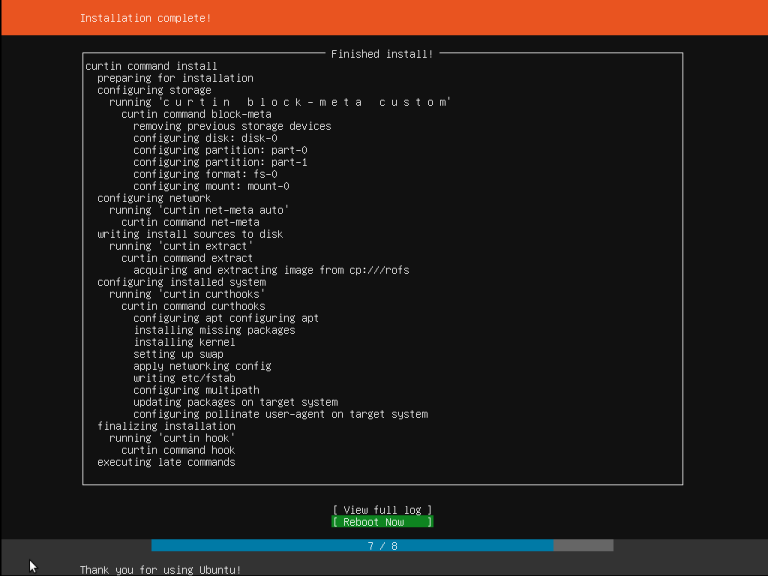 Installation complete!
Finished install!
curtin command install
preparing for installation
configuring storage
running 'c u r t i n   b l o c k - m e t a   c u s t o m'
curtin command block-meta
removing previous storage devices
configuring disk: disk-0
configuring partition: part-0
configuring partition: part-1
configuring format: fs-0
configuring mount: mount-0
configuring network
running 'curtin net-meta auto'
curtin command net-meta
writing install sources to disk
running 'curtin extract'
curtin command extract
acquiring and extracting image from cp:///rofs
configuring installed system
running 'curtin curthooks'
curtin command curthooks
configuring apt configuring apt
installing missing packages
installing kernel
setting up swap
apply networking config
writing etc/fstab
configuring multipath
updating packages on target system
configuring pollinate user-agent on target system
finalizing installation
running 'curtin hook'
curtin command hook
executing late commands
[ View full log ]
[ Reboot Now    ]
7 / 8
Thank you for using Ubuntu!